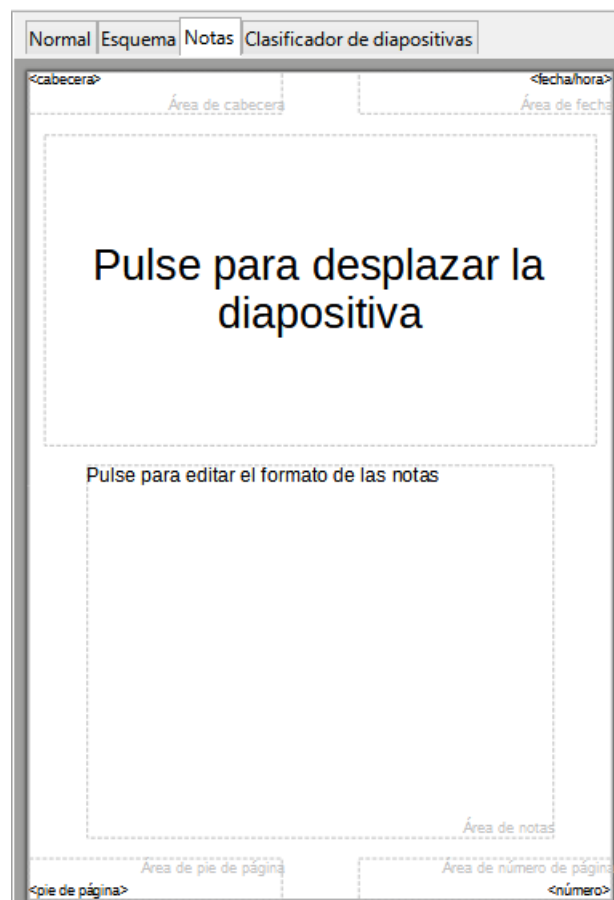 Normal Esquema Notas Clasificador de diapositivas
<cabecera> <fecha/hora>
Área de cabecera Área de fecha
Pulse para desplazar la
diapositiva
Pulse para editar el formato de las notas
Área de notas
Área de pie de página Área de número de página
<pie de página> <número>